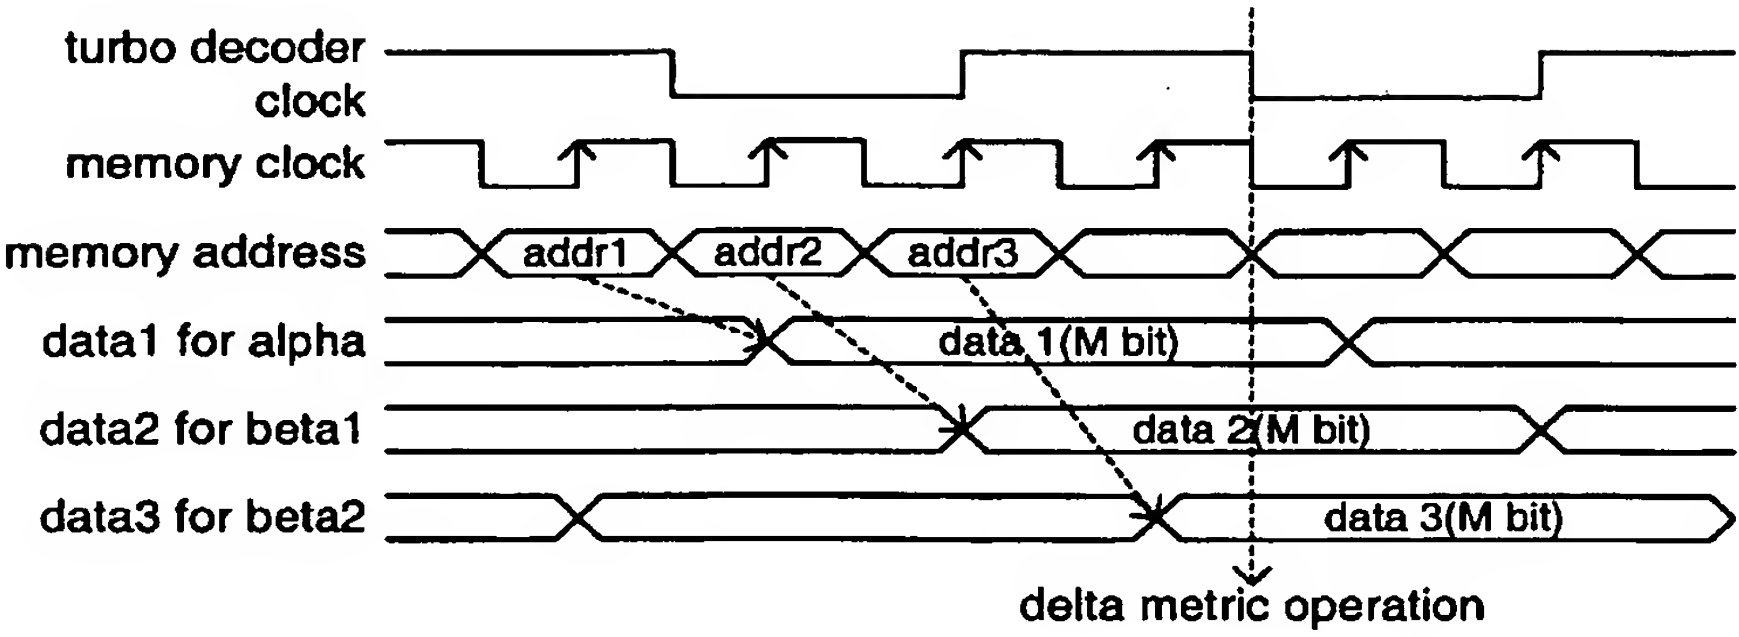 turbo decoder
clock
memory clock
memory address addr1 addr2 addr3
data1 for alpha data 1(M bit)
data2 for beta1 data 2(M bit)
data3 for beta2 data 3(M bit)
delta metric operation